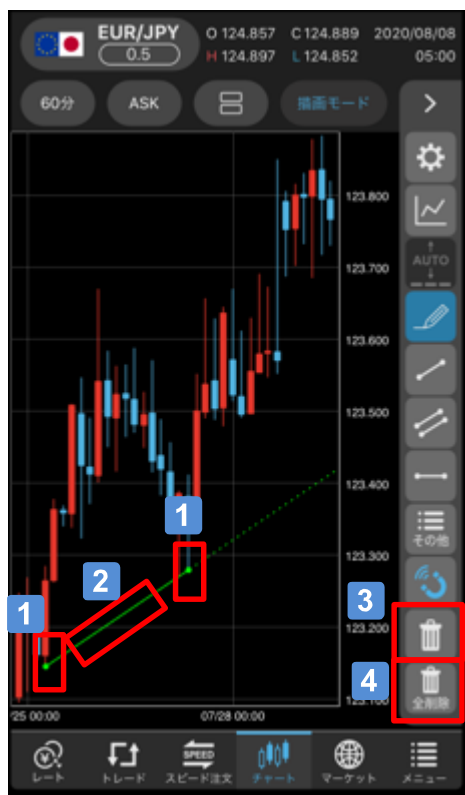 EUR/JPY
0.5
O 124.857 C 124.889 2020/08/08
H 124.897 L 124.852 05:00
60分 ASK 描画モード
AUTO
123.800
123.700
123.600
123.500
123.400
その他
123.300
1
2
3
1
123.200
4
123.100
全削除
25 00:00 07/28 00:00
SPEED
レート トレード スピード注文 チャート マーケット メニュー